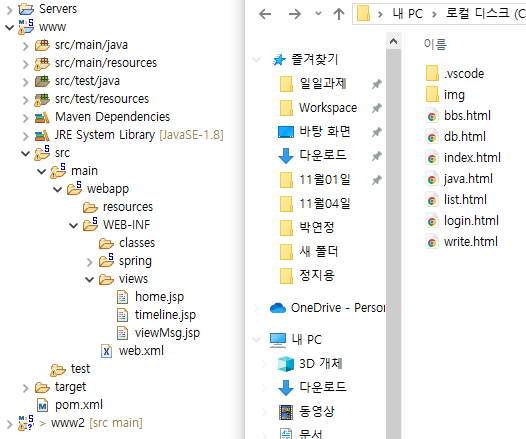 Servers
www
src/main/java
src/main/resources
src/test/java
src/test/resources
Maven Dependencies
JRE System Library [JavaSE-1.8]
src
main
webapp
resources
WEB-INF
classes
spring
views
home.jsp
timeline.jsp
viewMsg.jsp
web.xml
test
target
pom.xml
> www2 [src main]
내 PC > 로컬 디스크 (C
즐겨찾기
일일과제
Workspace
바탕 화면
다운로드
11월01일
11월04일
박연정
새 폴더
정지용
OneDrive - Person
내 PC
3D 개체
다운로드
동영상
문서
이름
.vscode
img
bbs.html
db.html
index.html
java.html
list.html
login.html
write.html